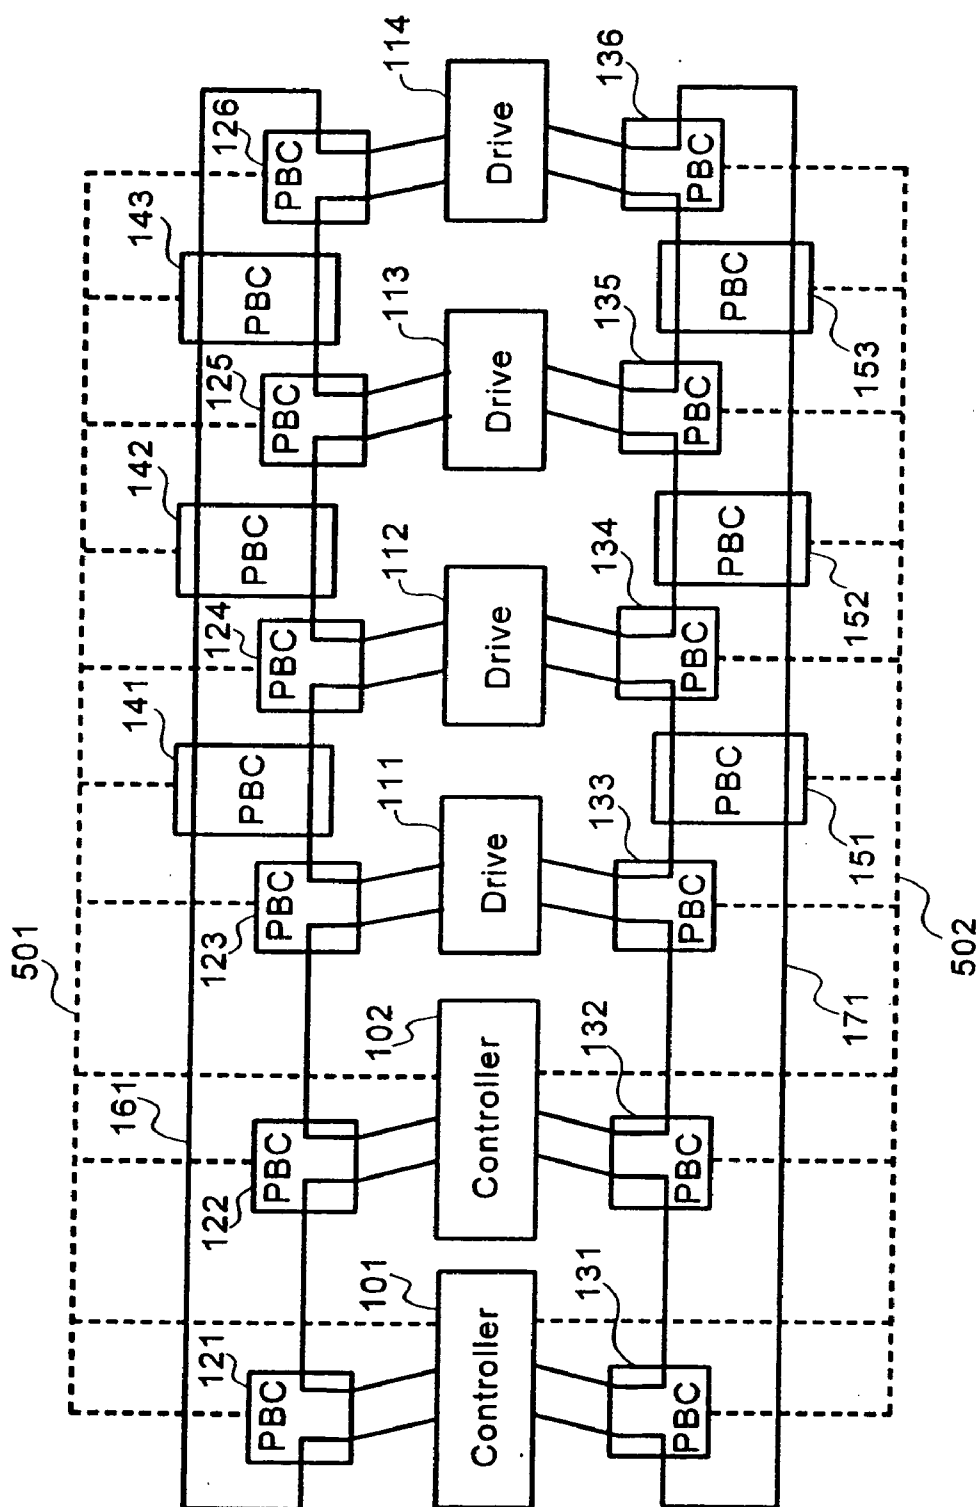 501
161
121
PBC
122
PBC
123
PBC
141
PBC
124
PBC
142
PBC
125
PBC
143
PBC
126
PBC
101
Controller
102
Controller
111
Drive
112
Drive
113
Drive
114
Drive
131
PBC
132
PBC
133
PBC
134
PBC
135
PBC
136
PBC
PBC
151
PBC
152
PBC
153
171
502